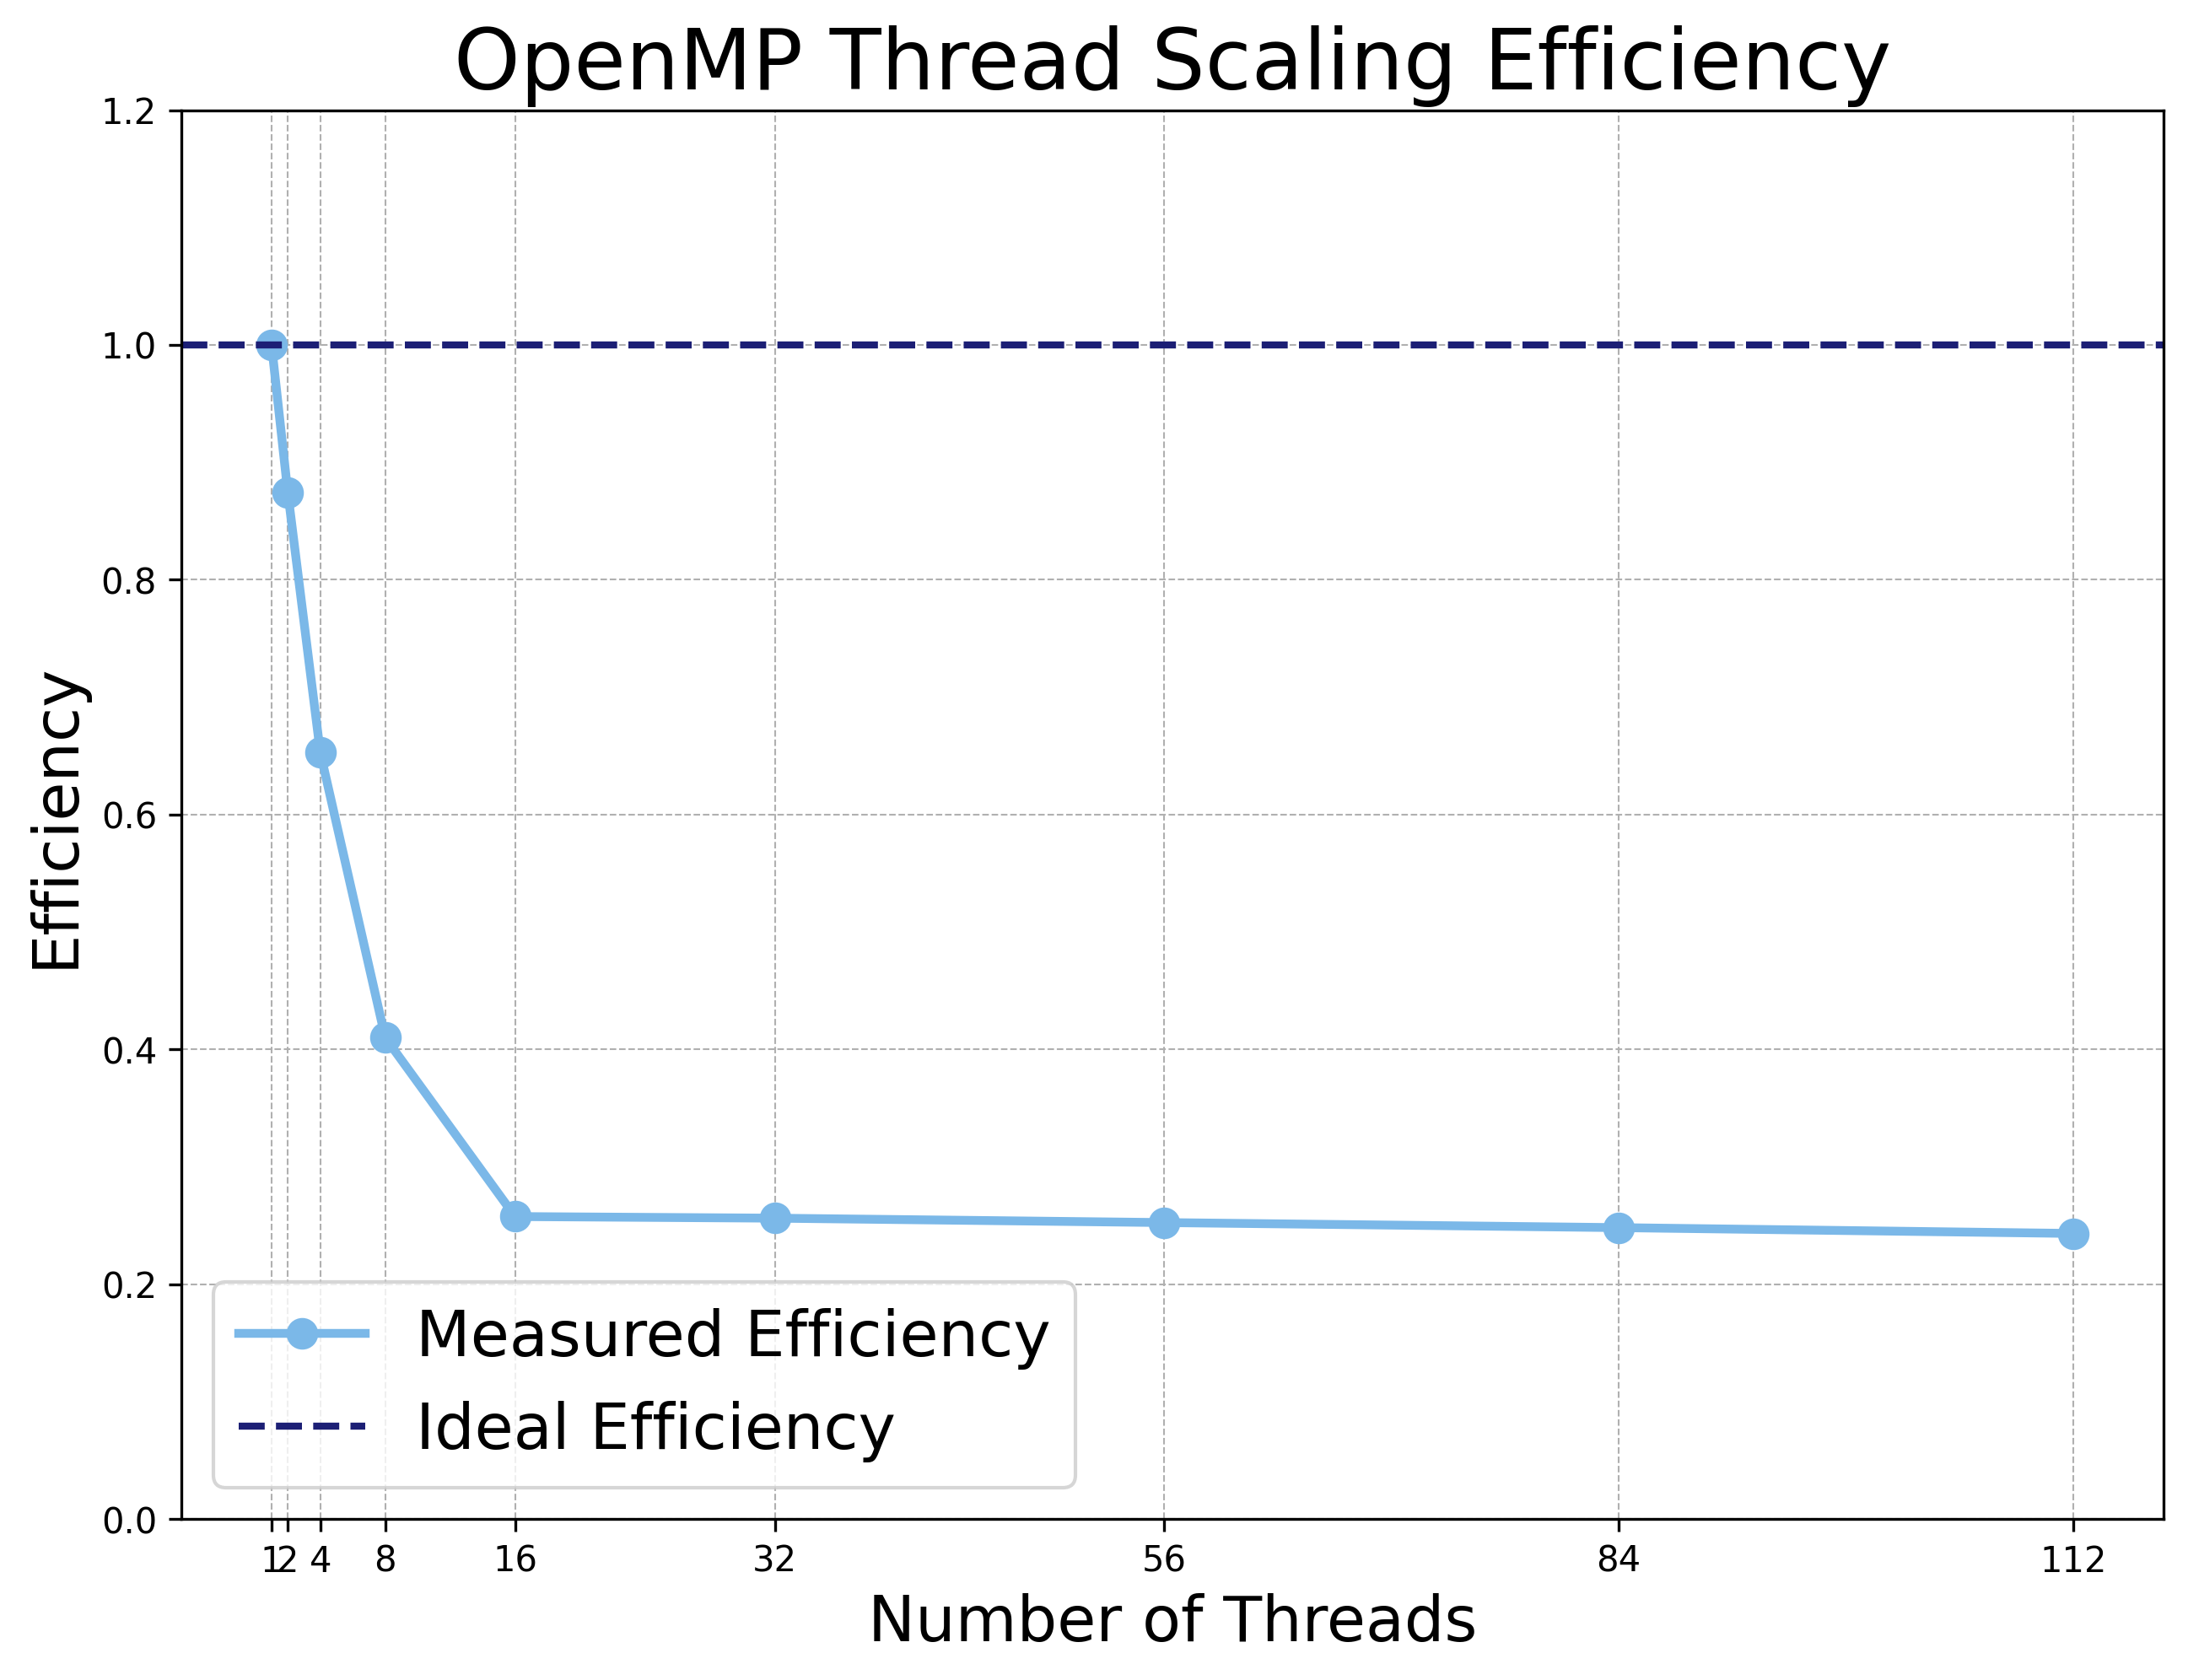 OpenMP Thread Scaling Efficiency
1.2
1.0
0.8
0.6
0.4
0.2
0.0
Efficiency
Measured Efficiency
Ideal Efficiency
1 2 4 8 16 32 56 84 112
Number of Threads